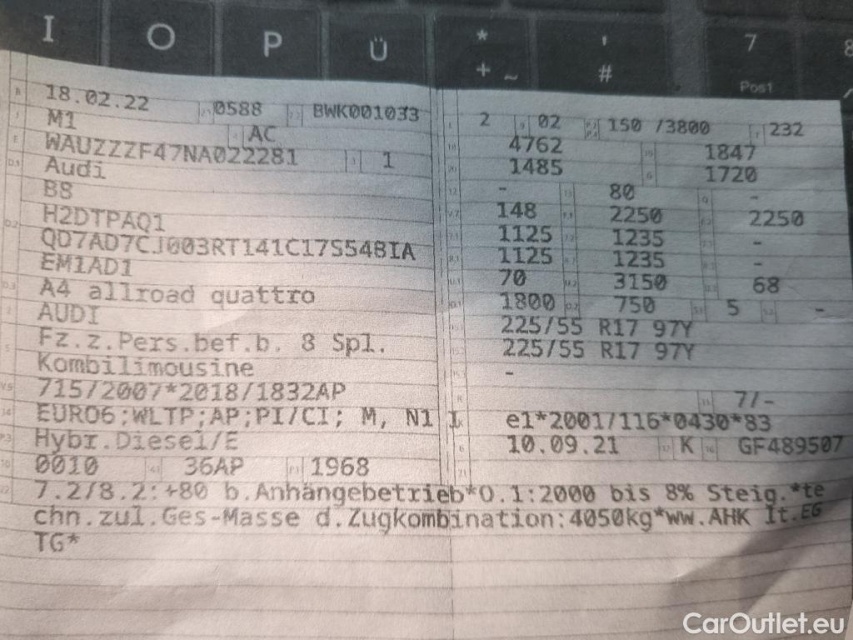 I O P Ü * + ~ ' # 7 Post1 8
18.02.22 0588 BWK001033
M1 AC
WAUZZZF47NA022281 1
Audi
B8
H2DTPAQ1
QD7AD7CJ003RT141C17S548IA
EM1AD1
A4 allroad quattro
AUDI
Fz.z.Pers.bef.b. 8 Spl.
Kombilimousine
715/2007*2018/1832AP
EURO6;WLTP;AP;PI/CI; M, N1 I
Hybr.Diesel/E
0010 36AP 1968
2 02 150 /3800 232
4762 1847
1485 1720
- 80 -
148 2250 2250
1125 1235 -
1125 1235 -
70 3150 68
1800 750 5 -
225/55 R17 97Y
225/55 R17 97Y
-
7/-
e1*2001/116*0430*83
10.09.21 K GF489507
7.2/8.2:+80 b.Anhängebetrieb*O.1:2000 bis 8% Steig.*te
chn.zul.Ges-Masse d.Zugkombination:4050kg*ww.AHK lt.EG
TG*
CarOutlet.eu